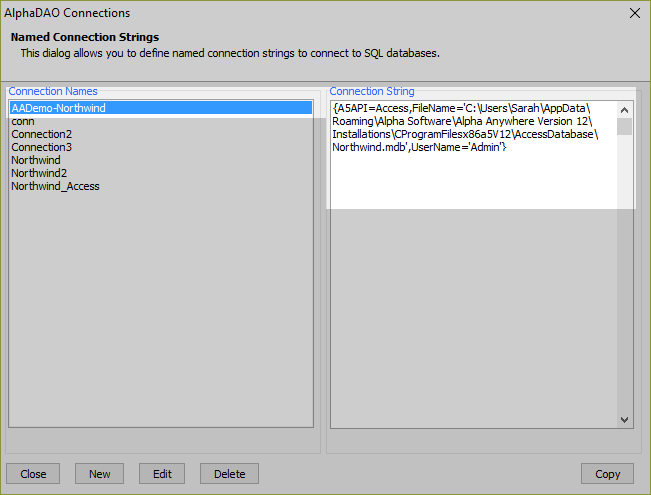 AlphaDAO Connections
Named Connection Strings
This dialog allows you to define named connection strings to connect to SQL databases.
Connection Names
AADemo-Northwind
conn
Connection2
Connection3
Northwind
Northwind2
Northwind_Access
Connection String
{A5API=Access,FileName='C:\Users\Sarah\AppData\
Roaming\Alpha Software\Alpha Anywhere Version 12\
Installations\CProgramFilesx86a5V12\AccessDatabase\
Northwind.mdb',UserName='Admin'}
Close
New
Edit
Delete
Copy